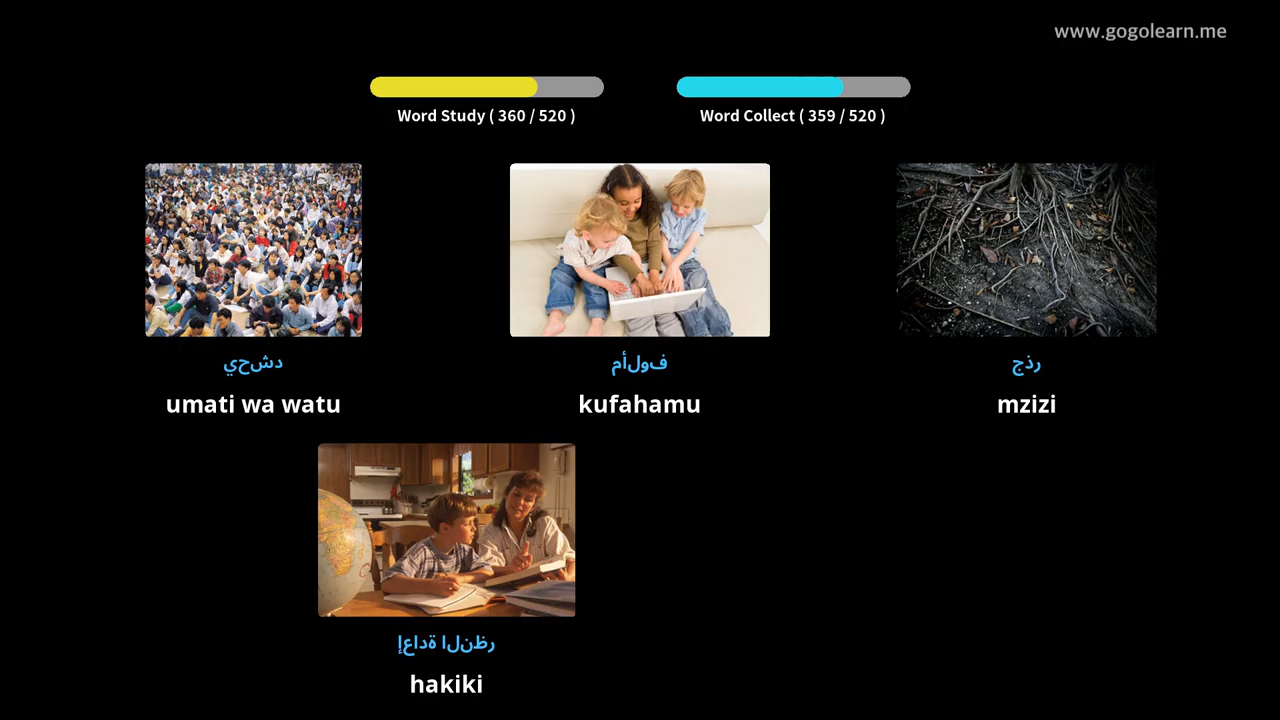 www.gogolearn.me
Word Study ( 360 / 520 )
Word Collect ( 359 / 520 )
يحشد
مألوف
جذر
umati wa watu
kufahamu
mzizi
إعادة النظر
hakiki